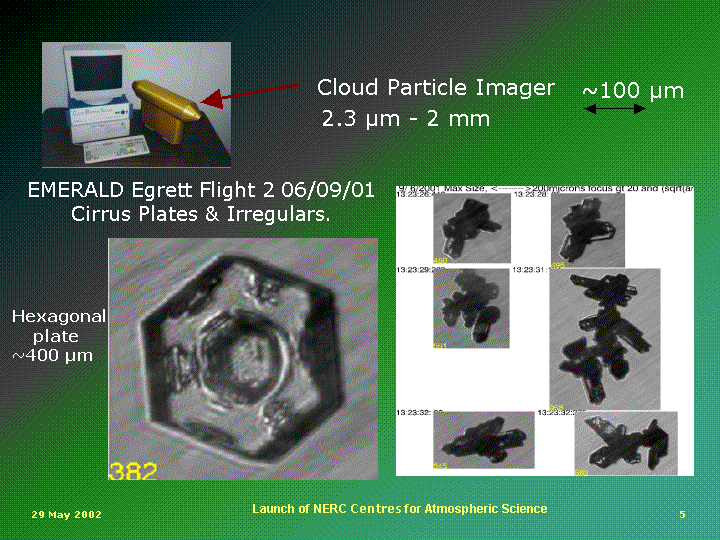 Cloud Particle Imager
~100 µm
2.3 µm - 2 mm
EMERALD Egrett Flight 2 06/09/01
Cirrus Plates & Irregulars.
Hexagonal
plate
~400 µm
382
9/ 6/2001 Max Size, <-------->200microns focus gt 20 and (sqrt(ar
13:23:26:
13:23:28:
460
495
13:23:29:
13:23:31:
551
13:23:32:
13:23:32:
29 May 2002
Launch of NERC Centres for Atmospheric Science
5